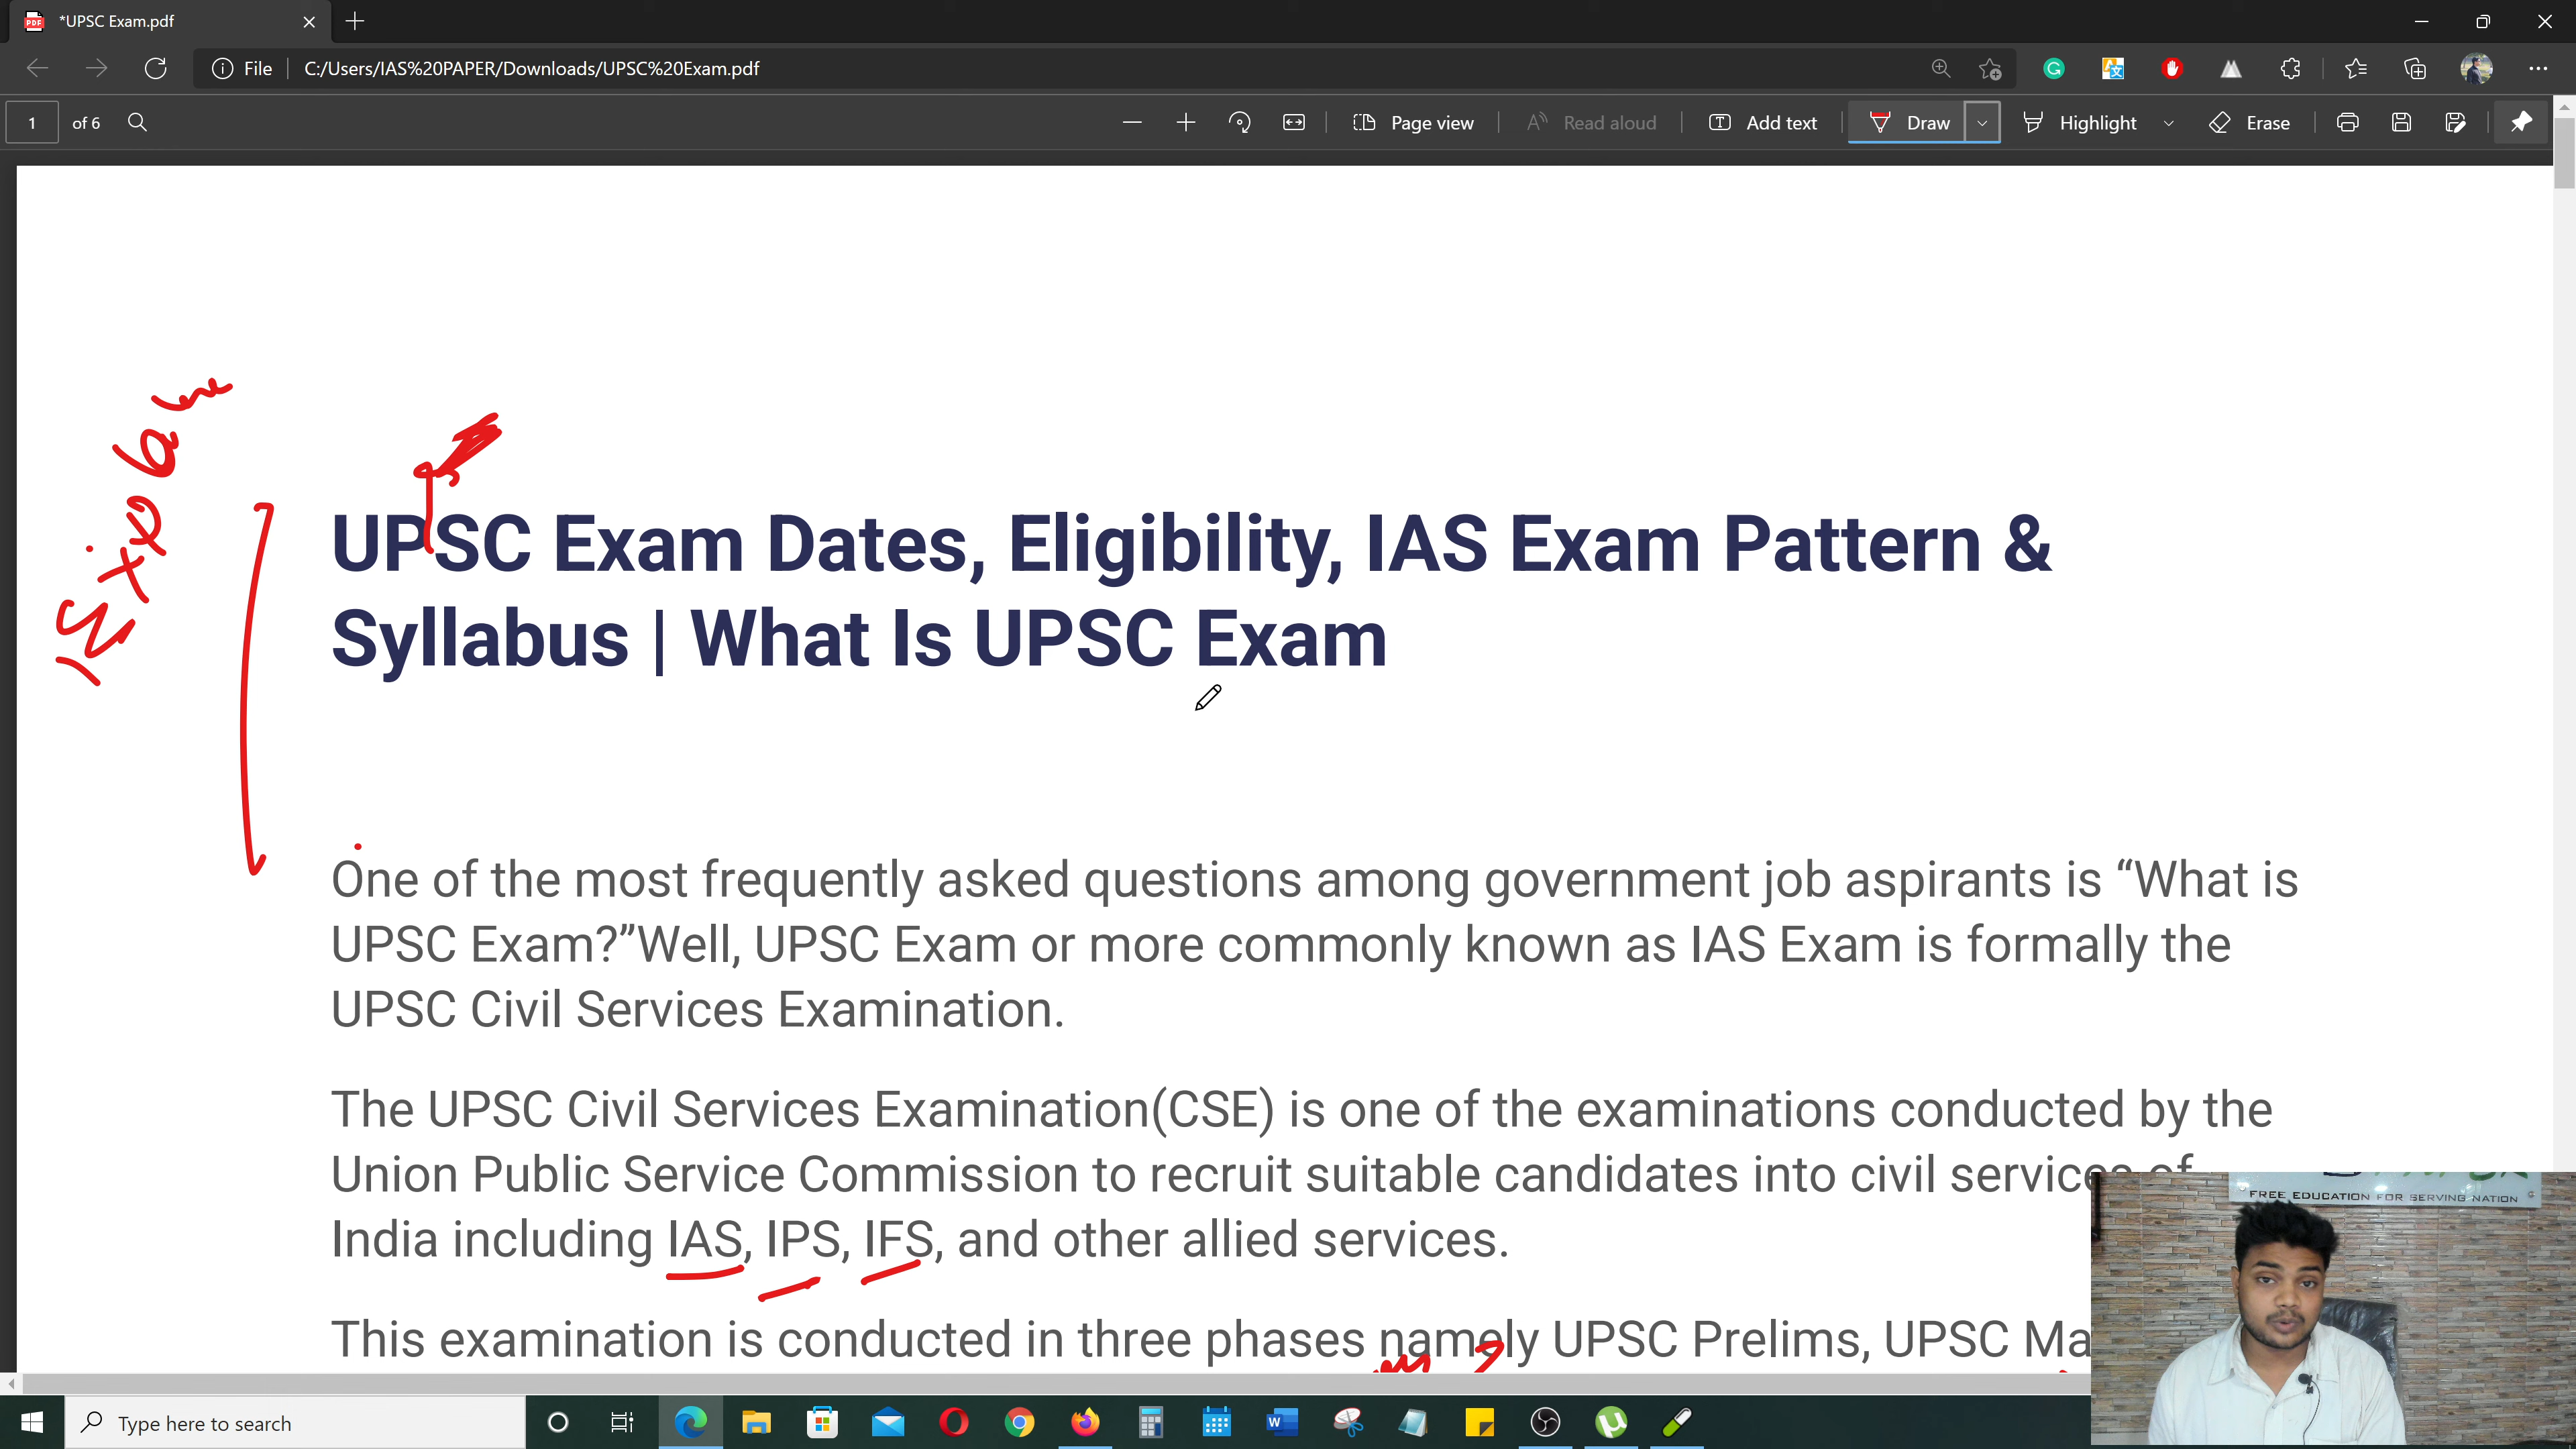 *UPSC Exam.pdf
File C:/Users/IAS%20PAPER/Downloads/UPSC%20Exam.pdf
1 of 6 Page view Read aloud Add text Draw Highlight Erase
UPSC Exam Dates, Eligibility, IAS Exam Pattern &
Syllabus | What Is UPSC Exam
One of the most frequently asked questions among government job aspirants is “What is
UPSC Exam?”Well, UPSC Exam or more commonly known as IAS Exam is formally the
UPSC Civil Services Examination.
The UPSC Civil Services Examination(CSE) is one of the examinations conducted by the
Union Public Service Commission to recruit suitable candidates into civil services of
India including IAS, IPS, IFS, and other allied services.
FREE EDUCATION FOR SERVING NATION
This examination is conducted in three phases namely UPSC Prelims, UPSC Ma
Type here to search